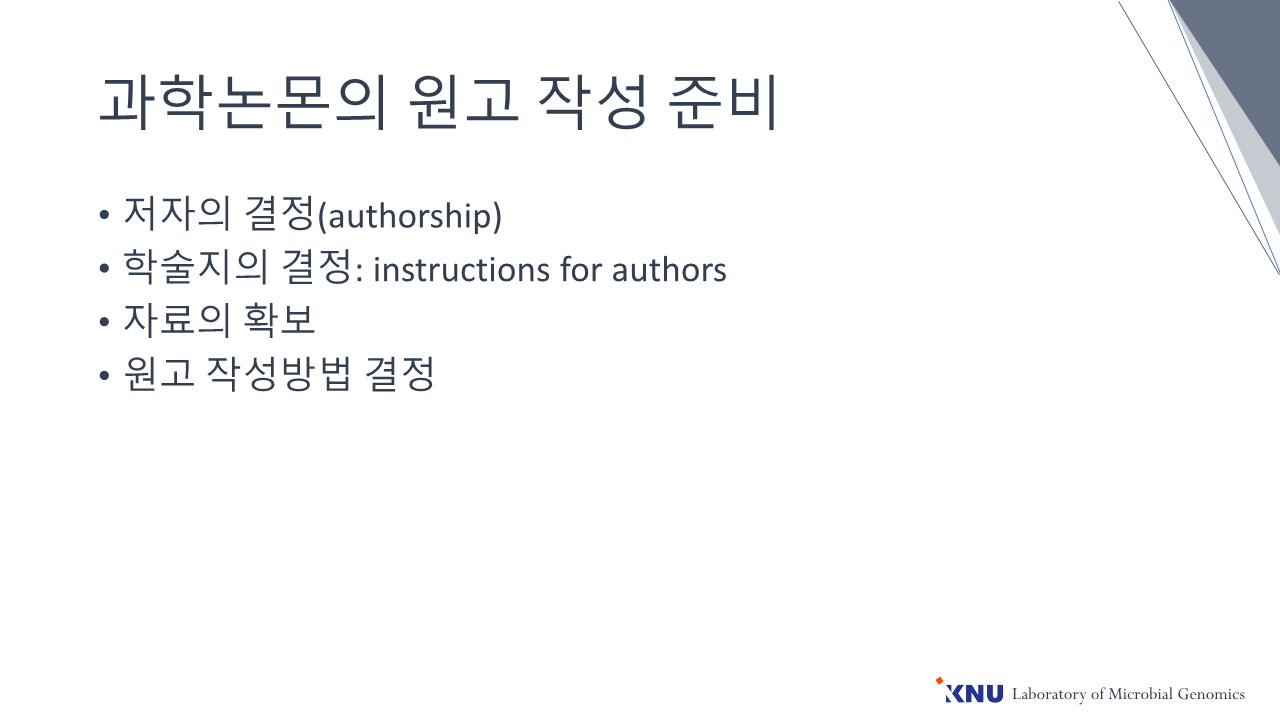 과학논몬의 원고 작성 준비
• 저자의 결정(authorship)
• 학술지의 결정: instructions for authors
• 자료의 확보
• 원고 작성방법 결정
KNU Laboratory of Microbial Genomics